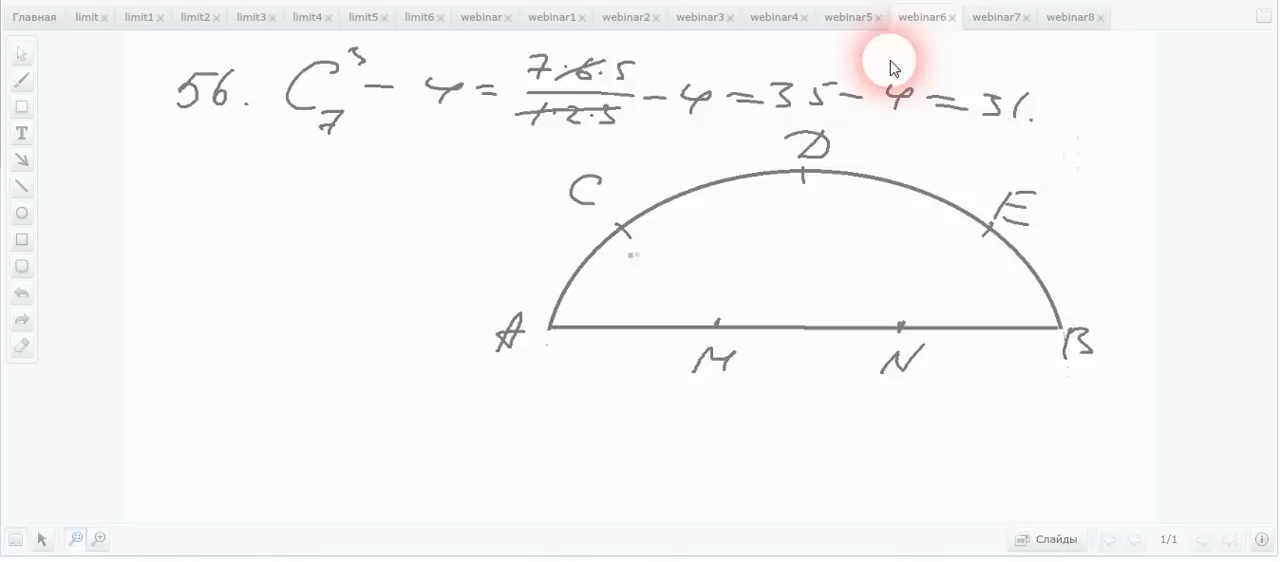 Главная limit limit1 limit2 limit3 limit4 limit5 limit6 webinar webinar1 webinar2 webinar3 webinar4 webinar5 webinar6 webinar7 webinar8
56. C₇³ - 4 = 7·6·5 / 1·2·3 - 4 = 35 - 4 = 31.
D
C
E
A
B
M
N
T
Слайды 1/1